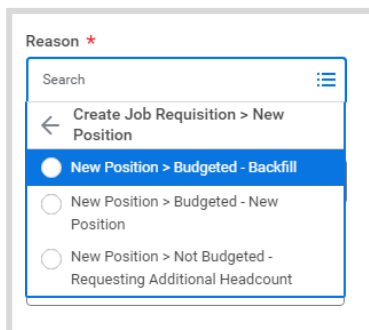 Reason *
Search
Create Job Requisition > New
Position
New Position > Budgeted - Backfill
New Position > Budgeted - New
Position
New Position > Not Budgeted -
Requesting Additional Headcount